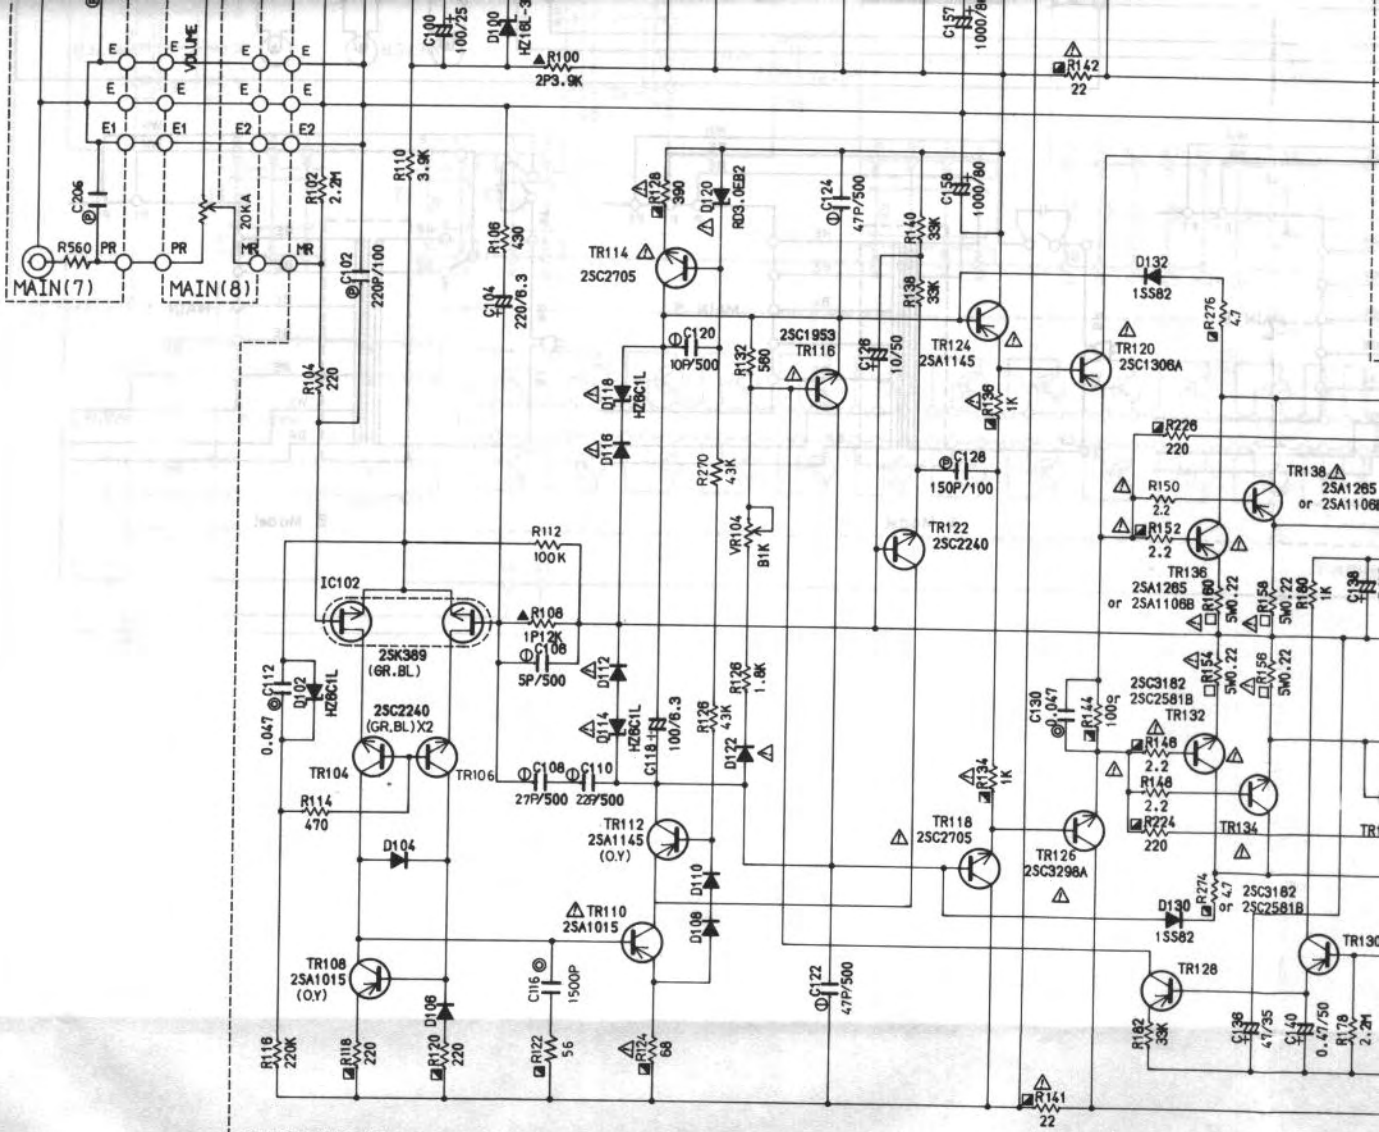 C100
100/25
D100
HZ16L-3
R100
2P3.9K
C157
1000/80
R142
22
E
E
E
E
VOLUME
E
E
E
E
E1
E1
E2
E2
R102
2.2M
R110
3.9K
C206
R560
PR
PR
20KA
MR
MR
MAIN(7)
MAIN(8)
C102
220P/100
R106
430
C104
220/6.3
R104
220
R128
390
D120
RD3.0EB2
C124
47P/500
R140
33K
R138
33K
C158
1000/80
TR114
2SC2705
C120
10P/500
R132
560
2SC1953
TR116
C126
10/50
TR124
2SA1145
R136
1K
D132
1SS82
R276
4.7
TR120
2SC1306A
D118
HZ6C1L
D116
R270
43K
C128
150P/100
R226
220
R150
2.2
TR138
2SA1265
or 2SA1106B
R152
2.2
TR136
2SA1265
or 2SA1106B
VR104
B1K
TR122
2SC2240
R112
100K
IC102
2SK389
(GR.BL)
R108
1P12K
C106
5P/500
R160
5W0.22
R158
5W0.22
R180
1K
C138
R154
5W0.22
R156
5W0.22
C112
0.047
D102
HZ6C1L
2SC2240
(GR,BL)X2
TR104
TR106
D112
D114
HZ6C1L
C118
100/6.3
R126
43K
R126
1.8K
D122
C108
27P/500
C110
22P/500
C130
0.047
R144
100
or
2SC3182
2SC2581B
TR132
R146
2.2
R148
2.2
R224
220
TR134
R134
1K
R114
470
D104
TR112
2SA1145
(O,Y)
D110
D108
TR118
2SC2705
TR126
2SC3298A
R274
4.7
2SC3182
or 2SC2581B
D130
1SS82
TR110
2SA1015
TR108
2SA1015
(O,Y)
D106
C116
1500P
C122
47P/500
TR128
TR130
R116
220K
R118
220
R120
220
R122
56
R124
68
R182
33K
C136
47/35
C140
0.47/50
R178
2.2M
R141
22